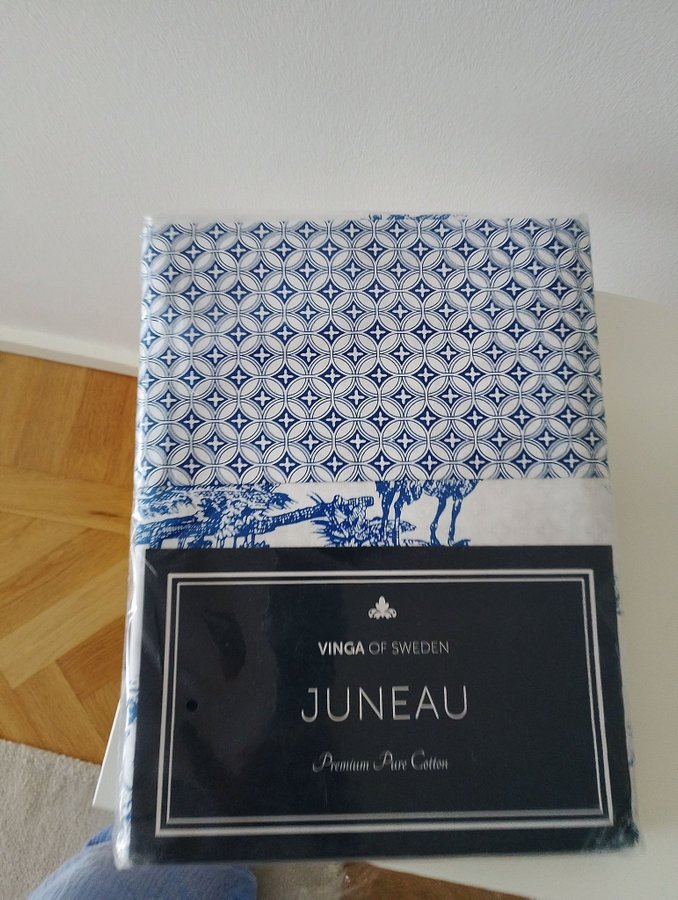 VINGA OF SWEDEN
JUNEAU
Premium Pure Cotton